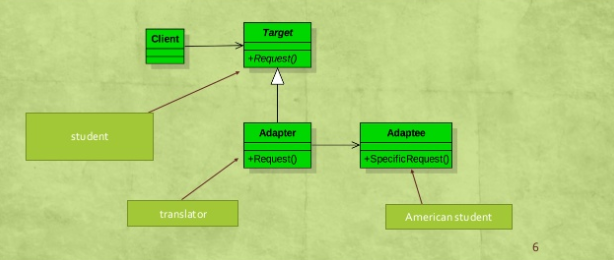 Client
Target
+Request()
student
Adapter
+Request()
Adaptee
+SpecificRequest()
translator
American student
6